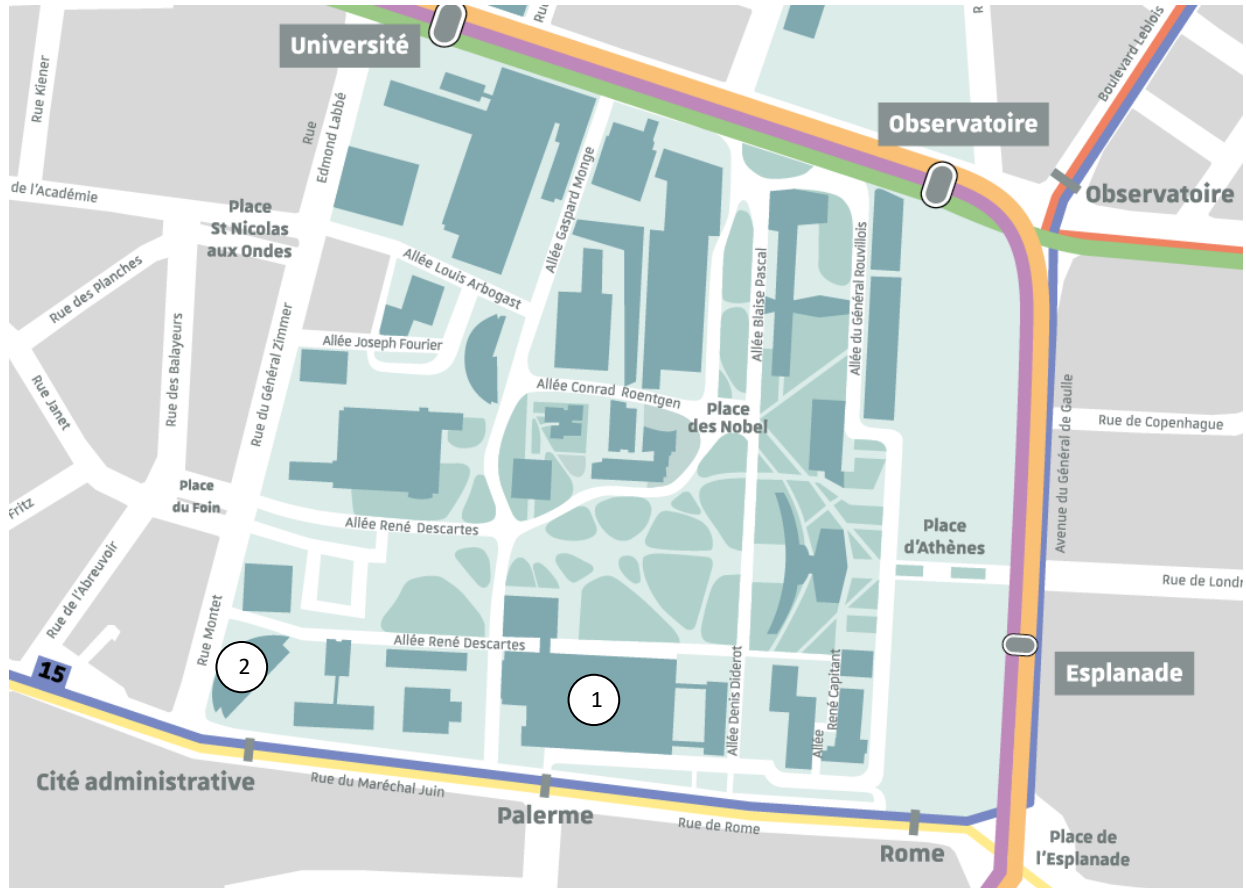 Université
Rue Kiener
Rue
Edmond Labbé
Ru
R
Boulevard Leblois
Observatoire
Observatoire
de l'Académie
Place
St Nicolas
aux Ondes
Allée Gaspard Monge
Allée Louis Arbogast
Allée Blaise Pascal
Allée du Général Rouvillois
Rue des Planches
Rue des Balayeurs
Rue du Général Zimmer
Allée Joseph Fourier
Rue Janet
Allée Conrad Roentgen
Place
des Nobel
Avenue du Général de Gaulle
Rue de Copenhague
Fritz
Place
du Foin
Allée René Descartes
Place
d'Athènes
Rue de l'Abreuvoir
Rue de Londr
Rue Montet
Allée René Descartes
15
2
1
Allée Denis Diderot
Allée
René Capitant
Esplanade
Cité administrative
Rue du Maréchal Juin
Palerme
Rue de Rome
Rome
Place de
l'Esplanade